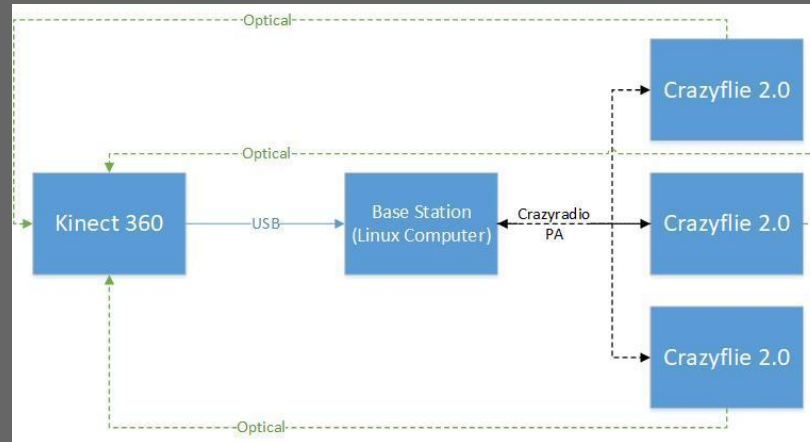 Optical
Crazyflie 2.0
Optical
Kinect 360
USB
Base Station
(Linux Computer)
Crazyradio
PA
Crazyflie 2.0
Crazyflie 2.0
Optical